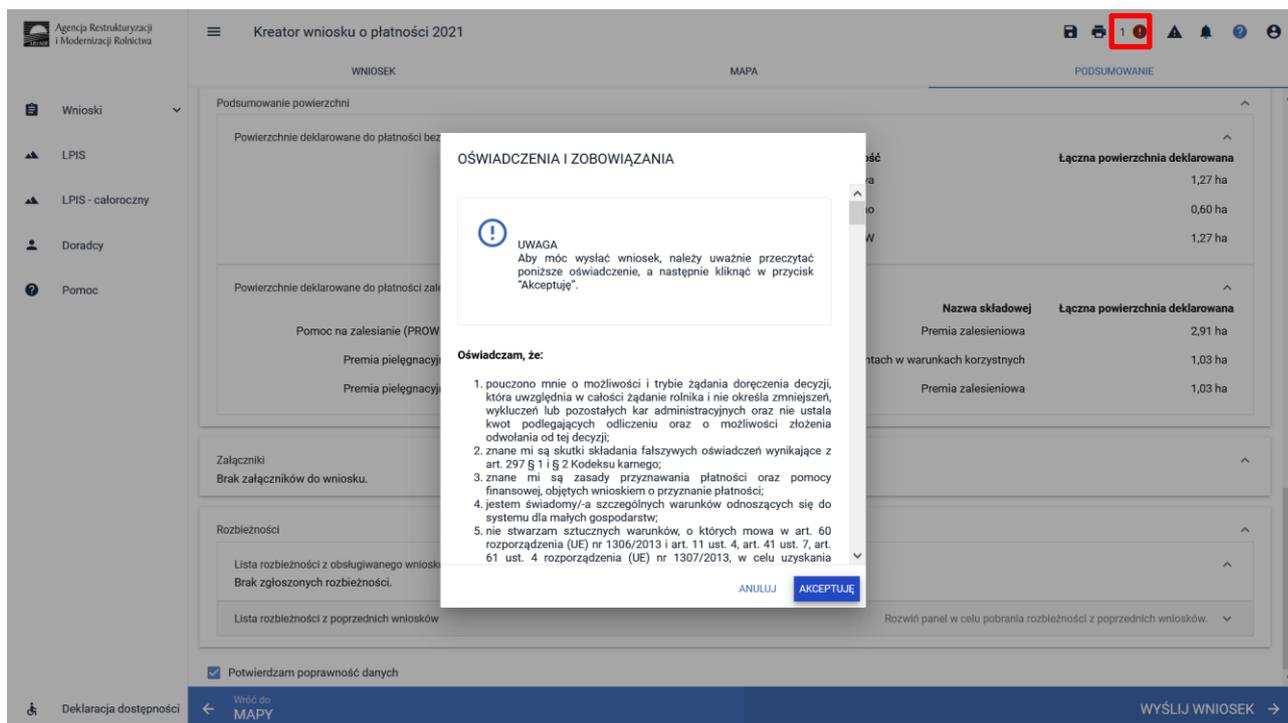 Agencja Restrukturyzacji
i Modernizacji Rolnictwa
Kreator wniosku o płatności 2021
1
WNIOSEK
MAPA
PODSUMOWANIE
Wnioski
LPIS
LPIS - całoroczny
Doradcy
Pomoc
Deklaracja dostępności
Podsumowanie powierzchni
Powierzchnie deklarowane do płatności
Łączna powierzchnia deklarowana
1,27 ha
0,60 ha
1,27 ha
Powierzchnie deklarowane do płatności
Nazwa składowej Łączna powierzchnia deklarowana
Pomoc na zalesianie (PROW
Premia zalesieniowa 2,91 ha
Premia
w warunkach korzystnych 1,03 ha
Premia
Premia zalesieniowa 1,03 ha
Załączniki
Brak załączników do wniosku.
Rozbieżności
Lista rozbieżności z obsługiwanego
Brak zgłoszonych rozbieżności.
Lista rozbieżności z poprzednich wniosków
Rozwiń panel w celu pobrania rozbieżności z poprzednich wniosków.
Potwierdzam poprawność danych
Wróć do
MAPY
WYŚLIJ WNIOSEK
OŚWIADCZENIA I ZOBOWIĄZANIA
UWAGA
Aby móc wysłać wniosek, należy uważnie przeczytać
poniższe oświadczenie, a następnie kliknąć w przycisk
"Akceptuję".
Oświadczam, że:
1. pouczono mnie o możliwości i trybie żądania doręczenia decyzji,
która uwzględnia w całości żądanie rolnika i nie określa zmniejszeń,
wykluczeń lub pozostałych kar administracyjnych oraz nie ustala
kwot podlegających odliczeniu oraz o możliwości złożenia
odwołania od tej decyzji;
2. znane mi są skutki składania fałszywych oświadczeń wynikające z
art. 297 § 1 i § 2 Kodeksu karnego;
3. znane mi są zasady przyznawania płatności oraz pomocy
finansowej, objętych wnioskiem o przyznanie płatności;
4. jestem świadomy/-a szczególnych warunków odnoszących się do
systemu dla małych gospodarstw;
5. nie stwarzam sztucznych warunków, o których mowa w art. 60
rozporządzenia (UE) nr 1306/2013 i art. 11 ust. 4, art. 41 ust. 7, art.
61 ust. 4 rozporządzenia (UE) nr 1307/2013, w celu uzyskania
ANULUJ
AKCEPTUJĘ